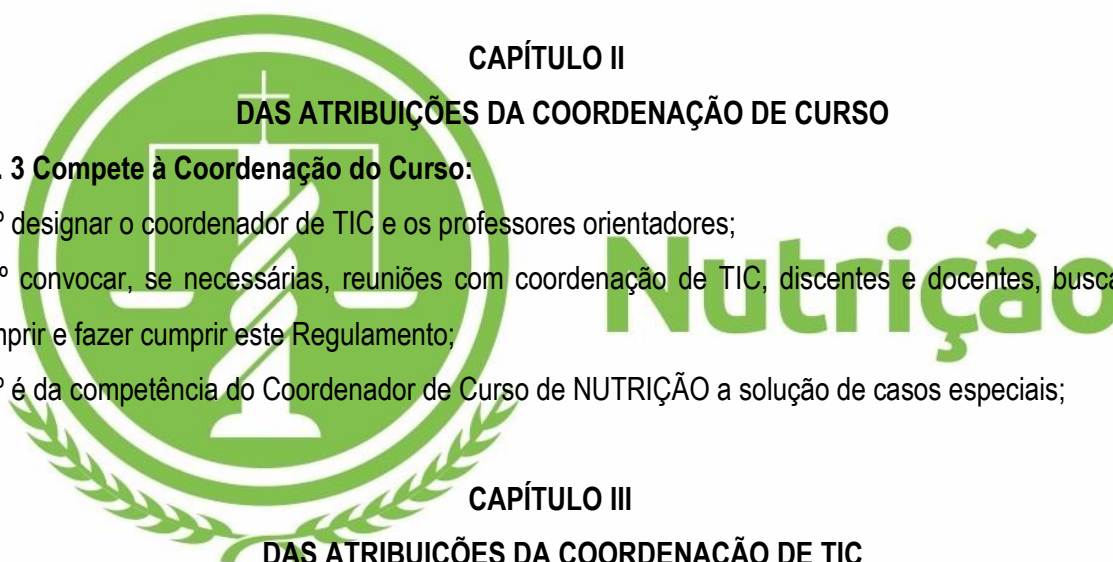 CAPÍTULO II
DAS ATRIBUIÇÕES DA COORDENAÇÃO DE CURSO
. 3 Compete à Coordenação do Curso:
º designar o coordenador de TIC e os professores orientadores;
º convocar, se necessárias, reuniões com coordenação de TIC, discentes e docentes, busca
prir e fazer cumprir este Regulamento;
º é da competência do Coordenador de Curso de NUTRIÇÃO a solução de casos especiais;
Nutrição
CAPÍTULO III
DAS ATRIBUIÇÕES DA COORDENAÇÃO DE TIC